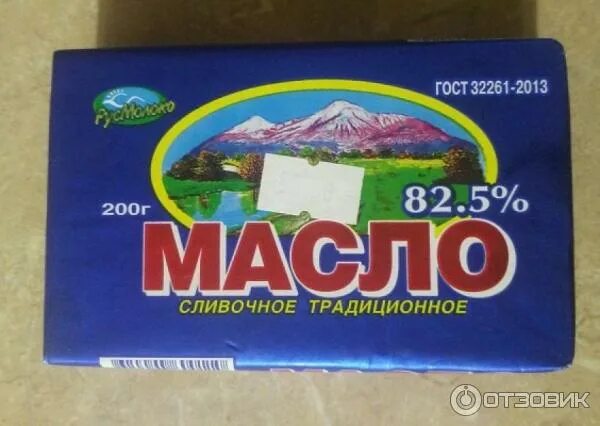 РусМолоко
ГОСТ 32261-2013
200г
82.5%
МАСЛО
СЛИВОЧНОЕ ТРАДИЦИОННОЕ
ОТЗОВИК